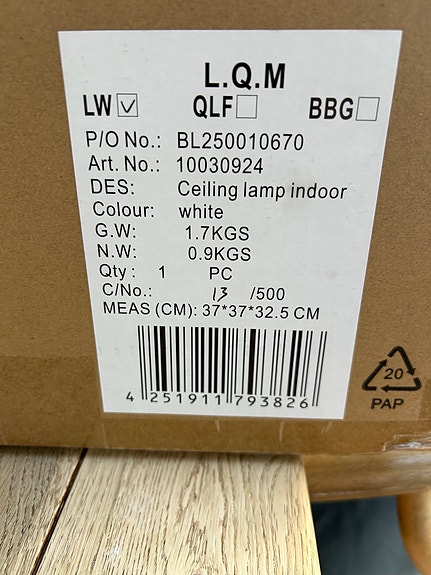 L.Q.M
LW☑ QLF☐ BBG☐
P/O No.: BL250010670
Art. No.: 10030924
DES: Ceiling lamp indoor
Colour: white
G.W: 1.7KGS
N.W: 0.9KGS
Qty : 1 PC
C/No.: 13 /500
MEAS (CM): 37*37*32.5 CM
4 251911 793826
20
PAP